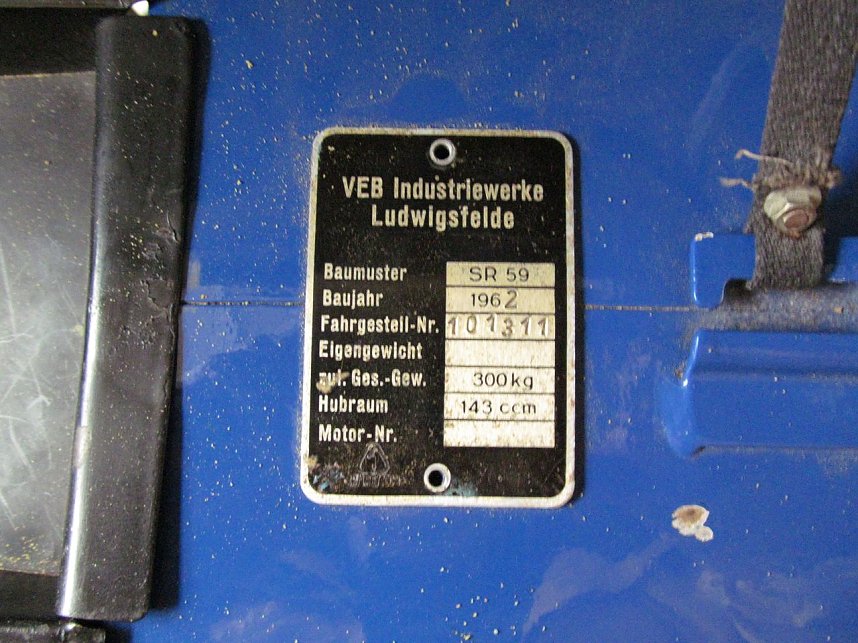 VEB Industriewerke
Ludwigsfelde
Baumuster SR 59
Baujahr 1962
Fahrgestell-Nr. 101311
Eigengewicht
zul. Ges.-Gew. 300 kg
Hubraum 143 ccm
Motor-Nr.